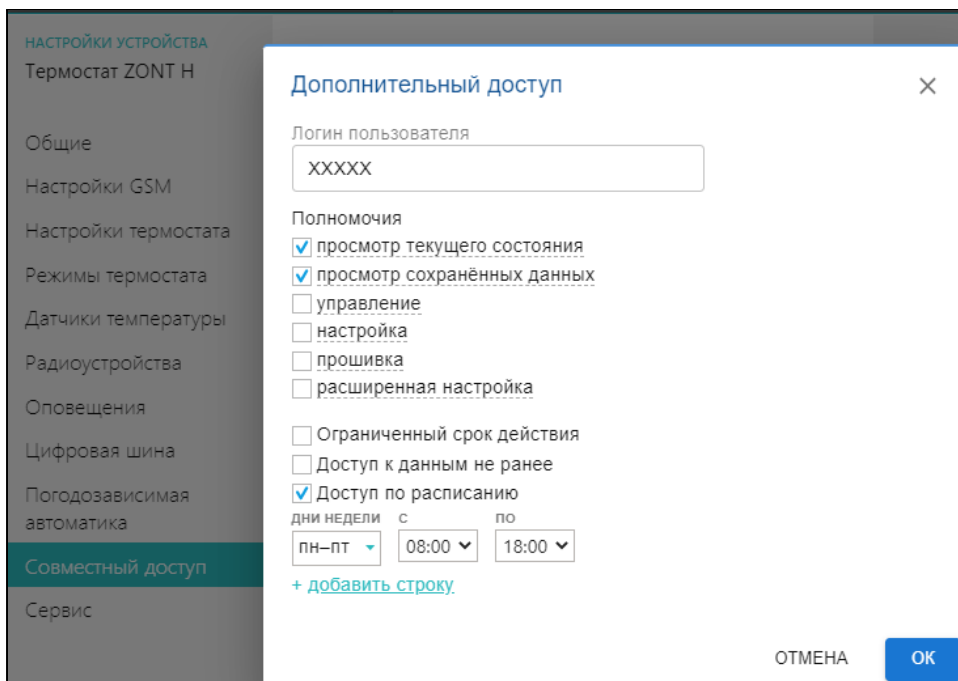 НАСТРОЙКИ УСТРОЙСТВА
Термостат ZONT H
Общие
Настройки GSM
Настройки термостата
Режимы термостата
Датчики температуры
Радиоустройства
Оповещения
Цифровая шина
Погодозависимая
автоматика
Совместный доступ
Сервис
Дополнительный доступ
Логин пользователя
XXXXX
Полномочия
просмотр текущего состояния
просмотр сохранённых данных
управление
настройка
прошивка
расширенная настройка
Ограниченный срок действия
Доступ к данным не ранее
Доступ по расписанию
ДНИ НЕДЕЛИ С ПО
пн–пт 08:00 18:00
+ добавить строку
ОТМЕНА ОК